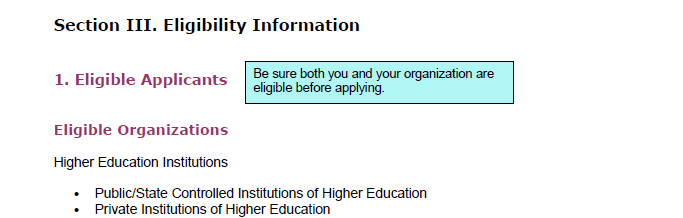 Section III. Eligibility Information
1. Eligible Applicants
Be sure both you and your organization are
eligible before applying.
Eligible Organizations
Higher Education Institutions
• Public/State Controlled Institutions of Higher Education
• Private Institutions of Higher Education